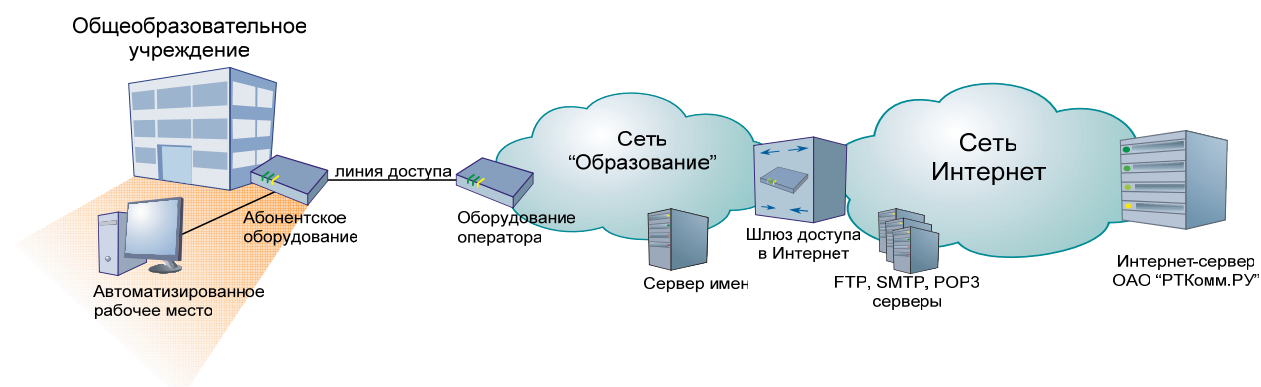 Общеобразовательное
учреждение
линия доступа
Абонентское
оборудование
Автоматизированное
рабочее место
Оборудование
оператора
Сеть
“Образование”
Сервер имен
Шлюз доступа
в Интернет
Сеть
Интернет
FTP, SMTP, POP3
серверы
Интернет-сервер
ОАО “РТКомм.РУ”